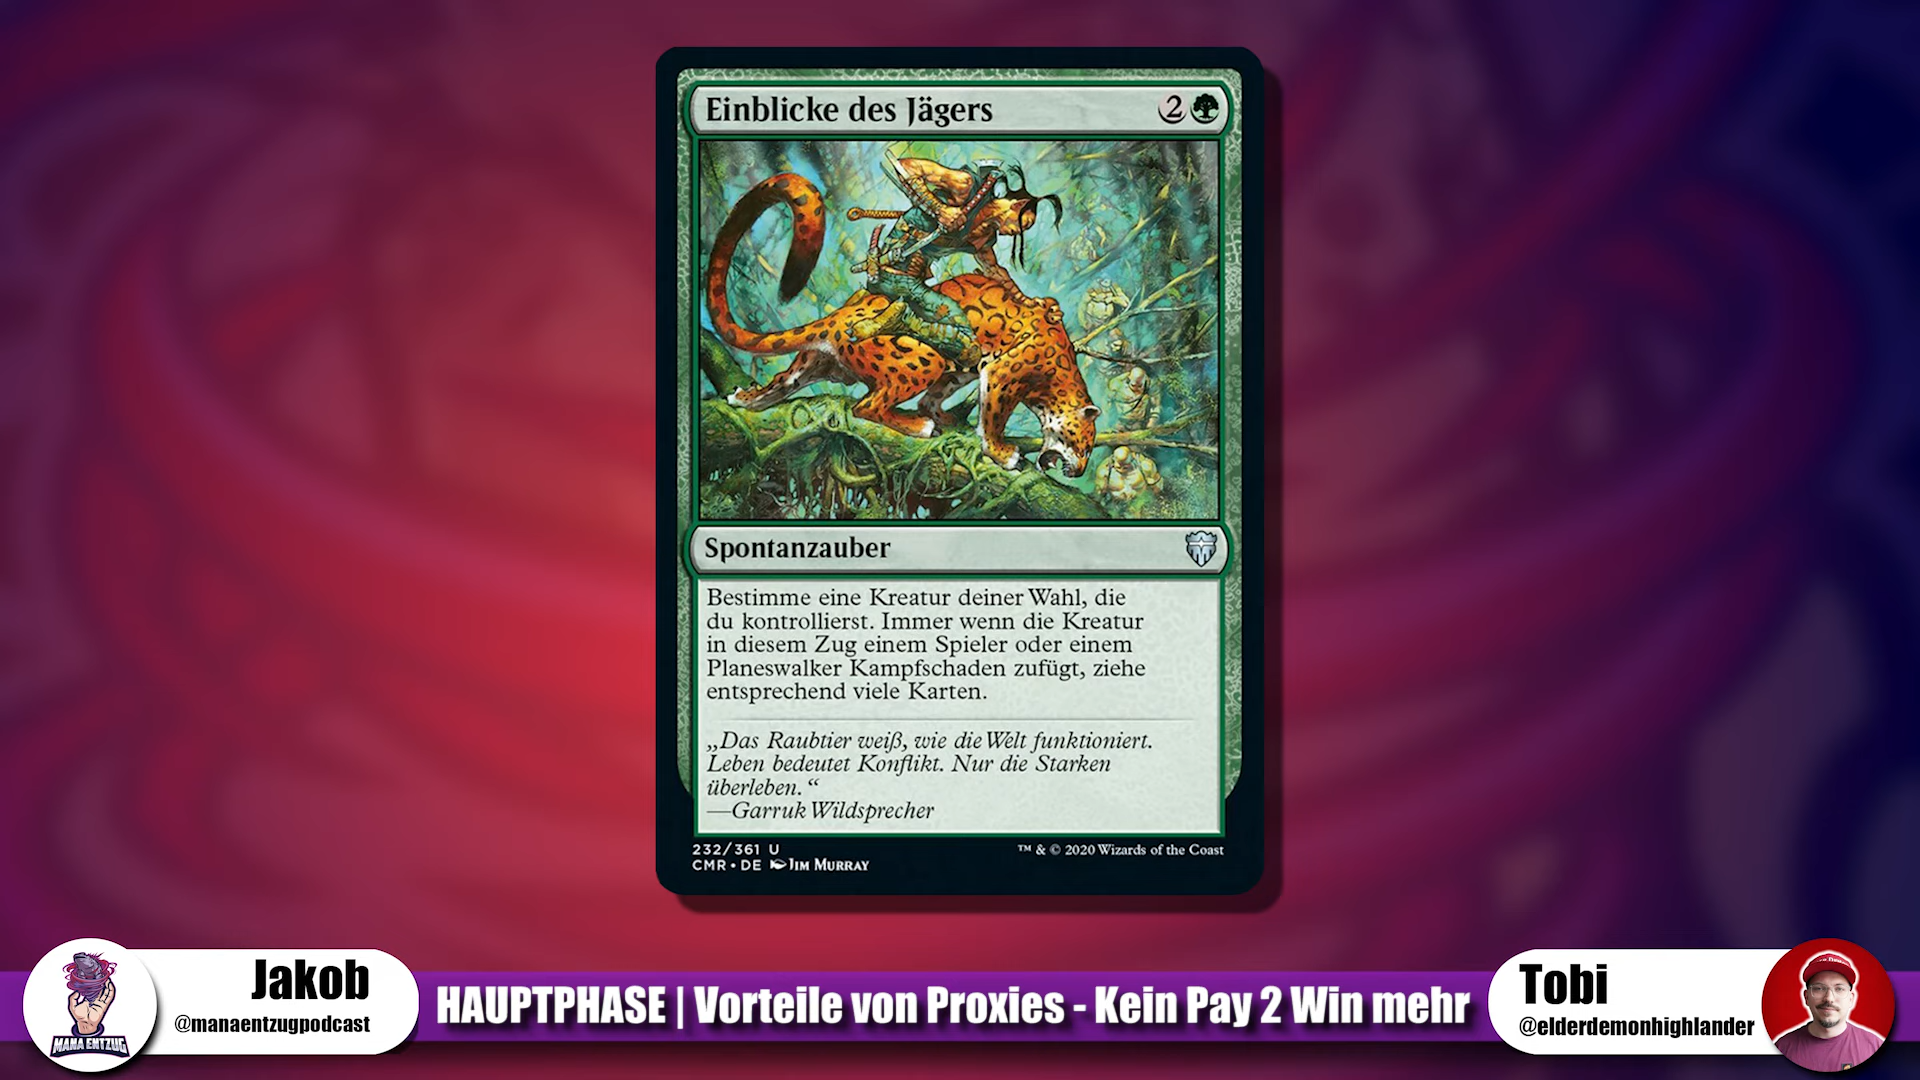 Einblicke des Jägers
2
Spontanzauber
Bestimme eine Kreatur deiner Wahl, die
du kontrollierst. Immer wenn die Kreatur
in diesem Zug einem Spieler oder einem
Planeswalker Kampfschaden zufügt, ziehe
entsprechend viele Karten.
„Das Raubtier weiß, wie die Welt funktioniert.
Leben bedeutet Konflikt. Nur die Starken
überleben.“
—Garruk Wildsprecher
232/361 U
CMR • DE JIM MURRAY
™ & © 2020 Wizards of the Coast
MANA ENTZUG
Jakob
@manaentzugpodcast
HAUPTPHASE | Vorteile von Proxies - Kein Pay 2 Win mehr
Tobi
@elderdemonhighlander